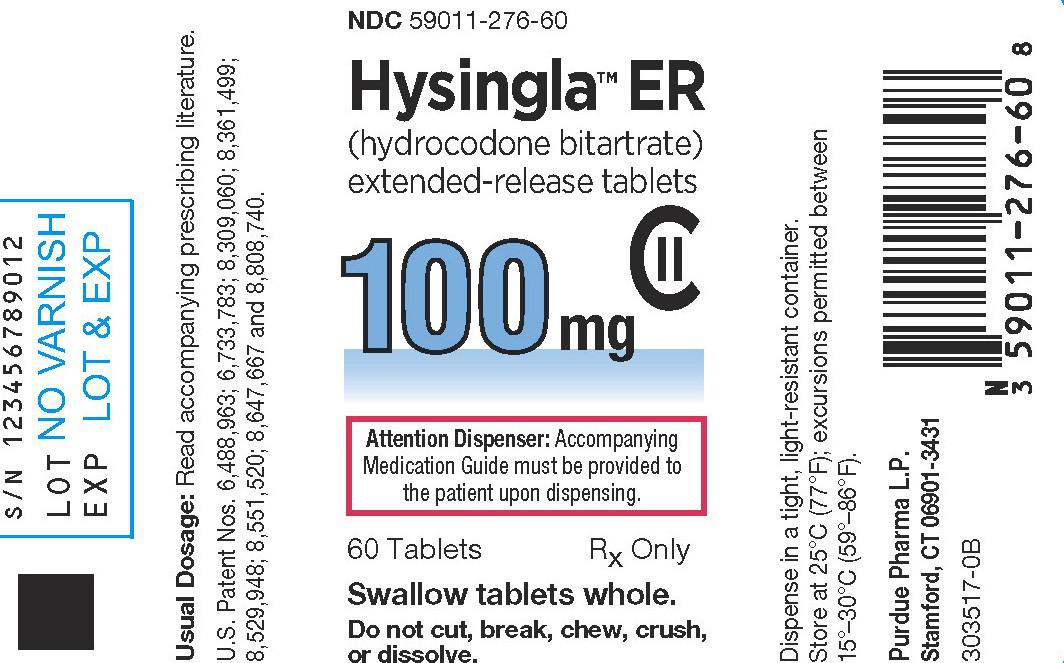 S/N 123456789012
LOT NO VARNISH
EXP LOT & EXP
Usual Dosage: Read accompanying prescribing literature.
U.S. Patent Nos. 6,488,963; 6,733,783; 8,309,060; 8,361,499;
8,529,948; 8,551,520; 8,647,667 and 8,808,740.
NDC 59011-276-60
Hysingla™ ER
(hydrocodone bitartrate)
extended-release tablets
100 mg
CII
Attention Dispenser: Accompanying
Medication Guide must be provided to
the patient upon dispensing.
60 Tablets Rx Only
Swallow tablets whole.
Do not cut, break, chew, crush,
or dissolve.
Dispense in a tight, light-resistant container.
Store at 25°C (77°F); excursions permitted between
15°–30°C (59°–86°F).
Purdue Pharma L.P.
Stamford, CT 06901-3431
303517-0B
N
3 59011-276-60 8